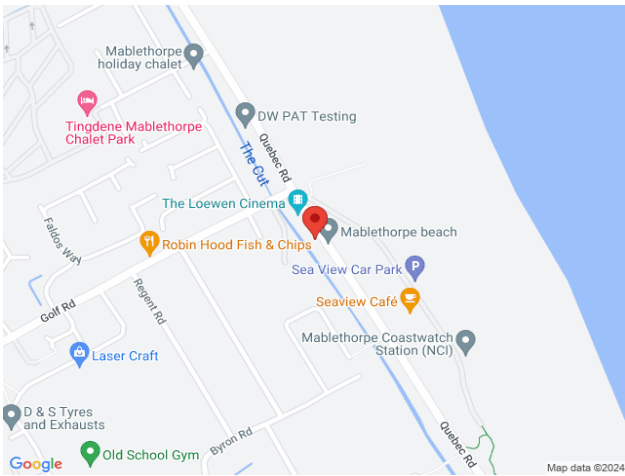 Mablethorpe
holiday chalet
Tingdene Mablethorpe
Chalet Park
DW PAT Testing
Quebec Rd
The Cut
The Loewen Cinema
Mablethorpe beach
Robin Hood Fish & Chips
Faldos Way
Sea View Car Park
P
Regent Rd
Golf Rd
Seaview Café
Mablethorpe Coastwatch
Station (NCI)
Laser Craft
D & S Tyres
and Exhausts
Byron Rd
Quebec Rd
Old School Gym
Google
Map data ©2024